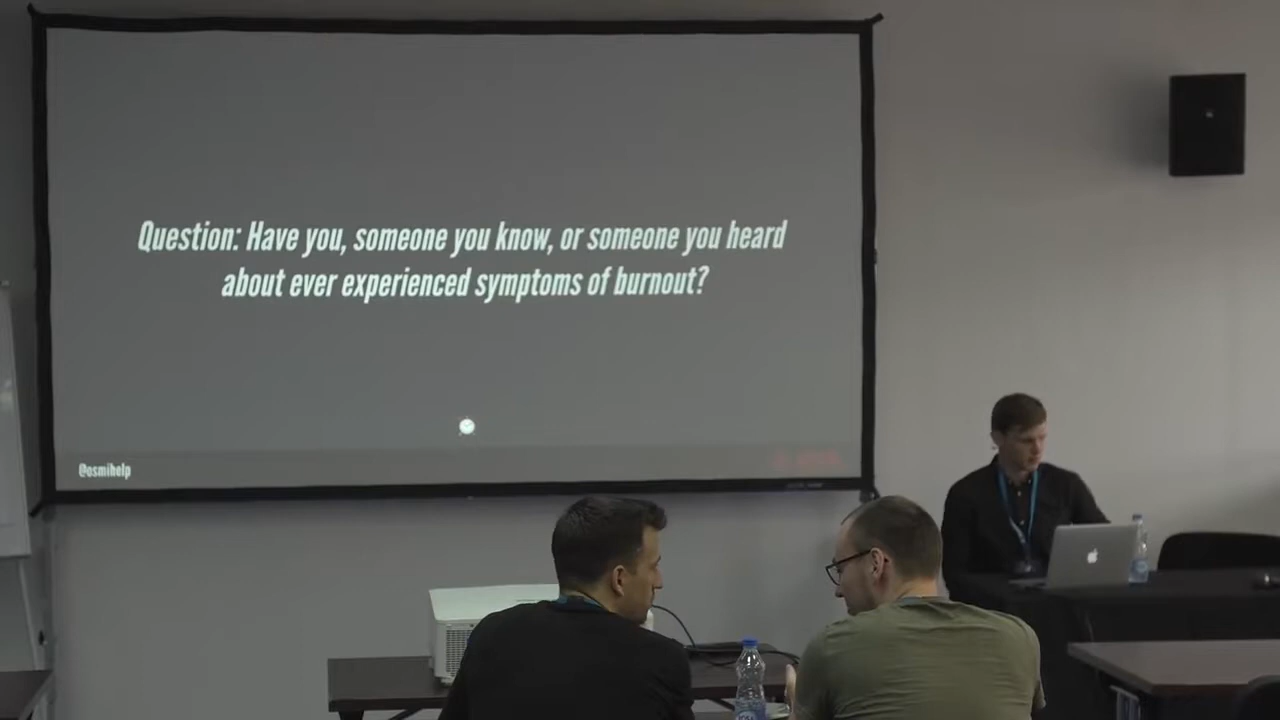 Question: Have you, someone you know, or someone you heard
about ever experienced symptoms of burnout?
@osmihelp